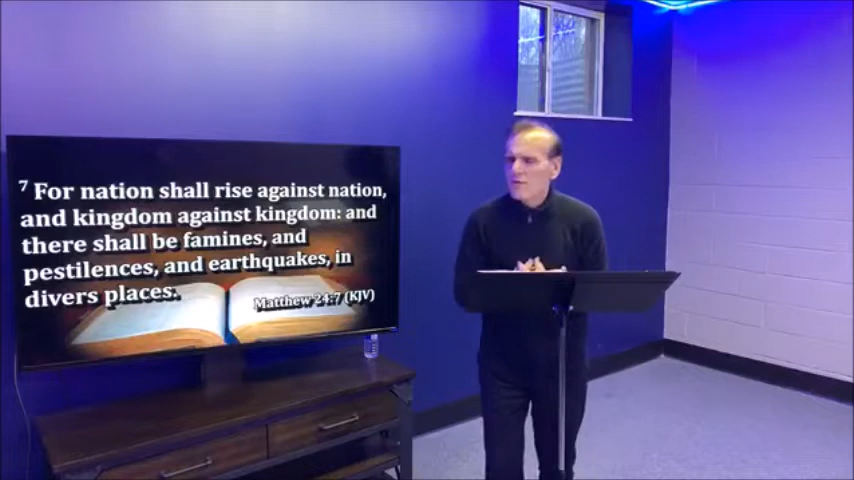 7 For nation shall rise against nation,
and kingdom against kingdom: and
there shall be famines, and
pestilences, and earthquakes, in
divers places.
Matthew 24:7 (KJV)